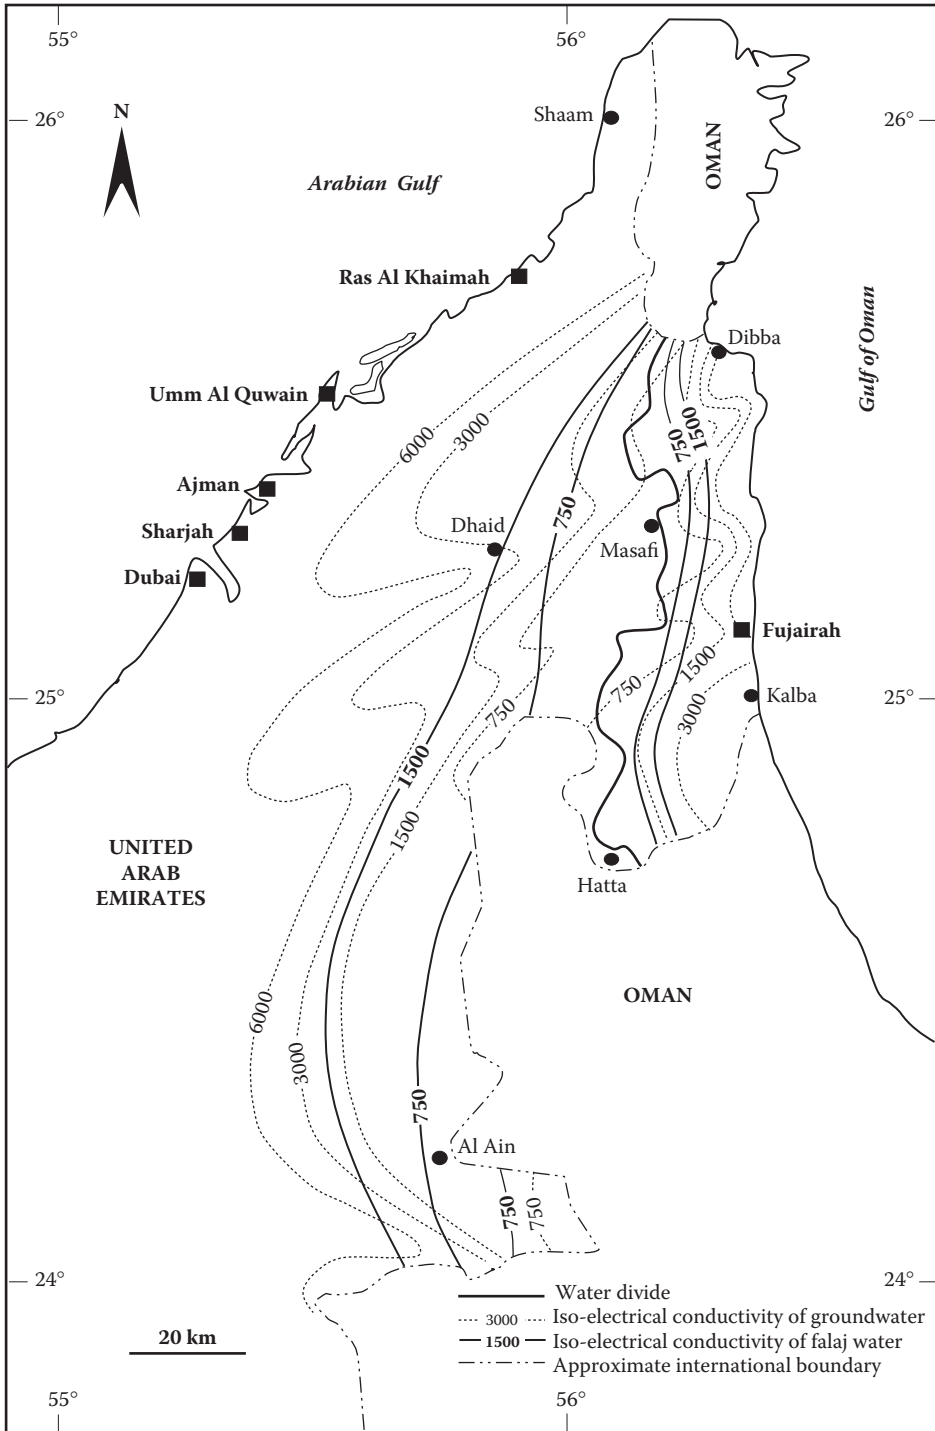 55°
56°
26°
26°
N
Shaam
OMAN
Arabian Gulf
Ras Al Khaimah
Gulf of Oman
Dibba
Umm Al Quwain
6000
3000
750
1500
Ajman
750
Dhaid
Sharjah
Masafi
Dubai
Fujairah
1500
750
25°
25°
Kalba
750
3000
1500
1500
UNITED
ARAB
EMIRATES
Hatta
OMAN
6000
3000
750
Al Ain
750
750
24°
24°
Water divide
3000 Iso-electrical conductivity of groundwater
1500 Iso-electrical conductivity of falaj water
Approximate international boundary
20 km
55°
56°